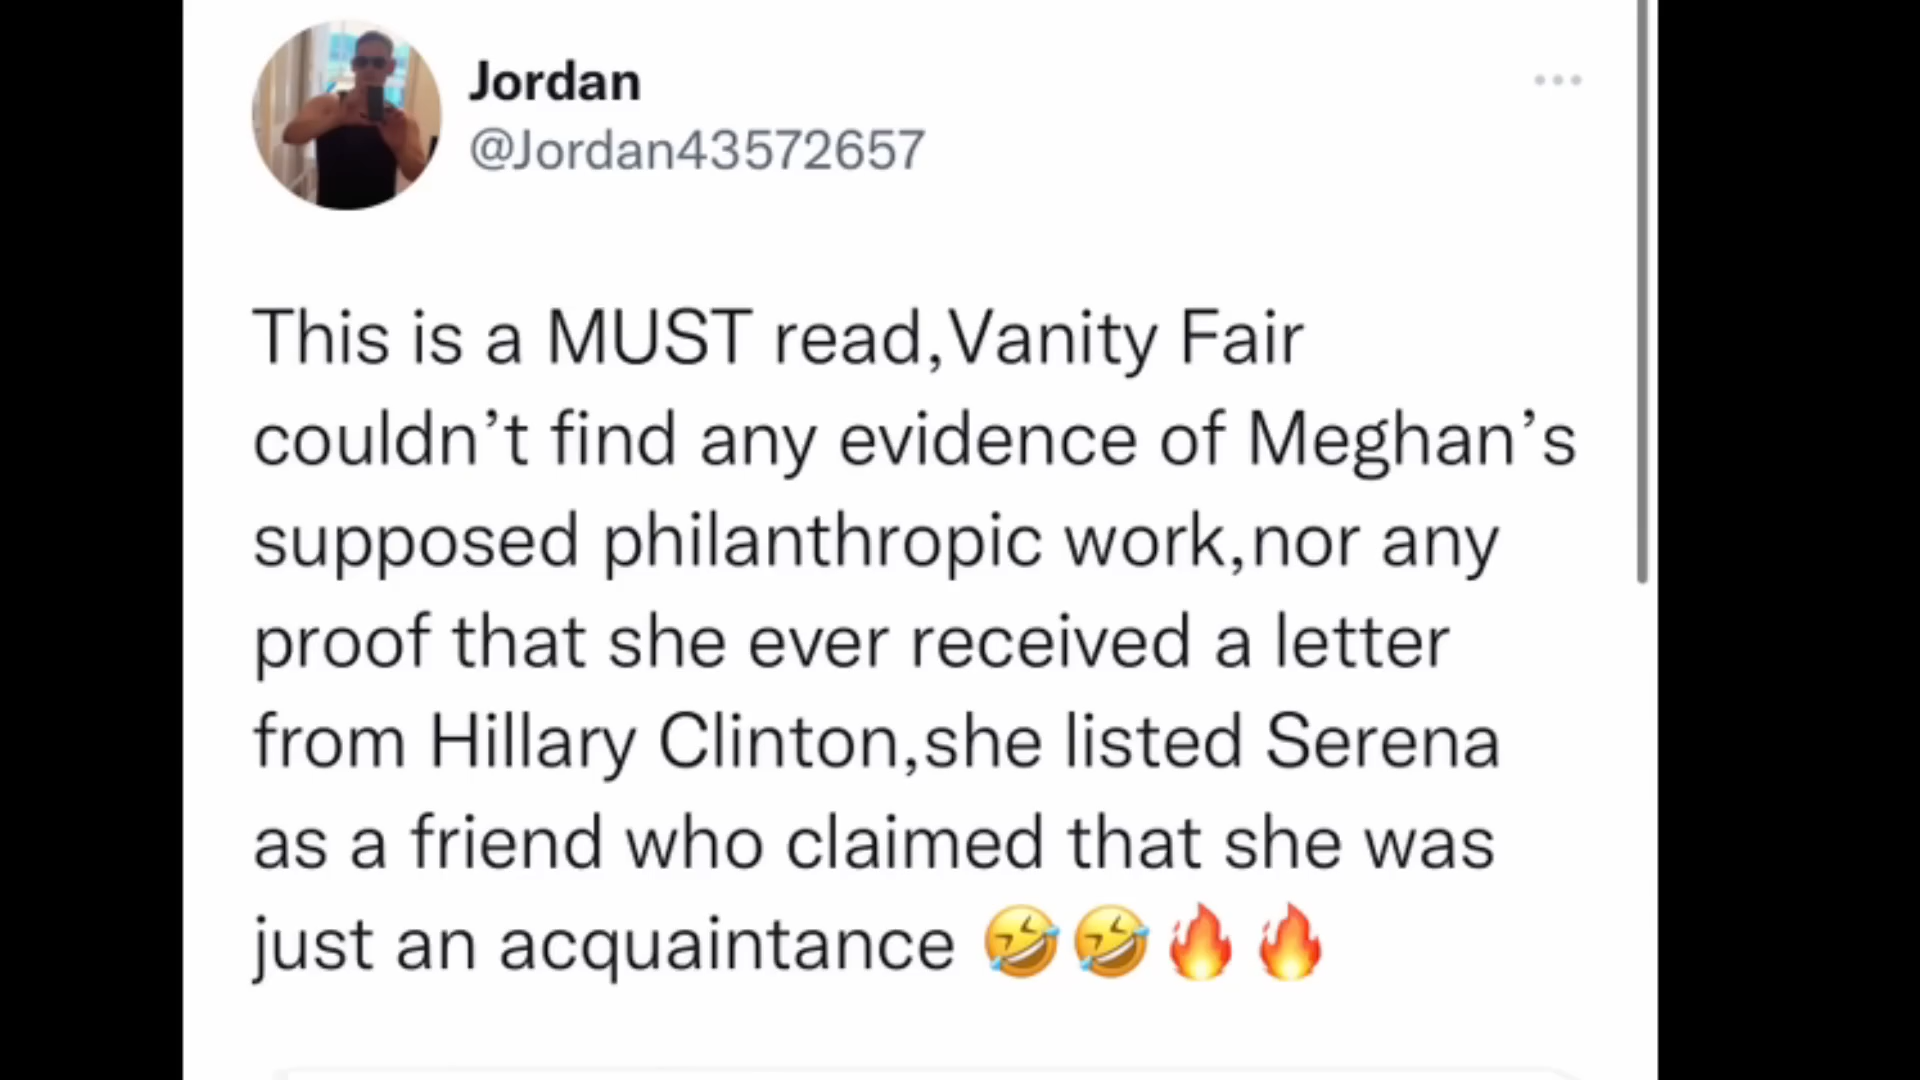 Jordan
@Jordan43572657
This is a MUST read,Vanity Fair
couldn’t find any evidence of Meghan’s
supposed philanthropic work,nor any
proof that she ever received a letter
from Hillary Clinton,she listed Serena
as a friend who claimed that she was
just an acquaintance 🤣🤣🔥🔥